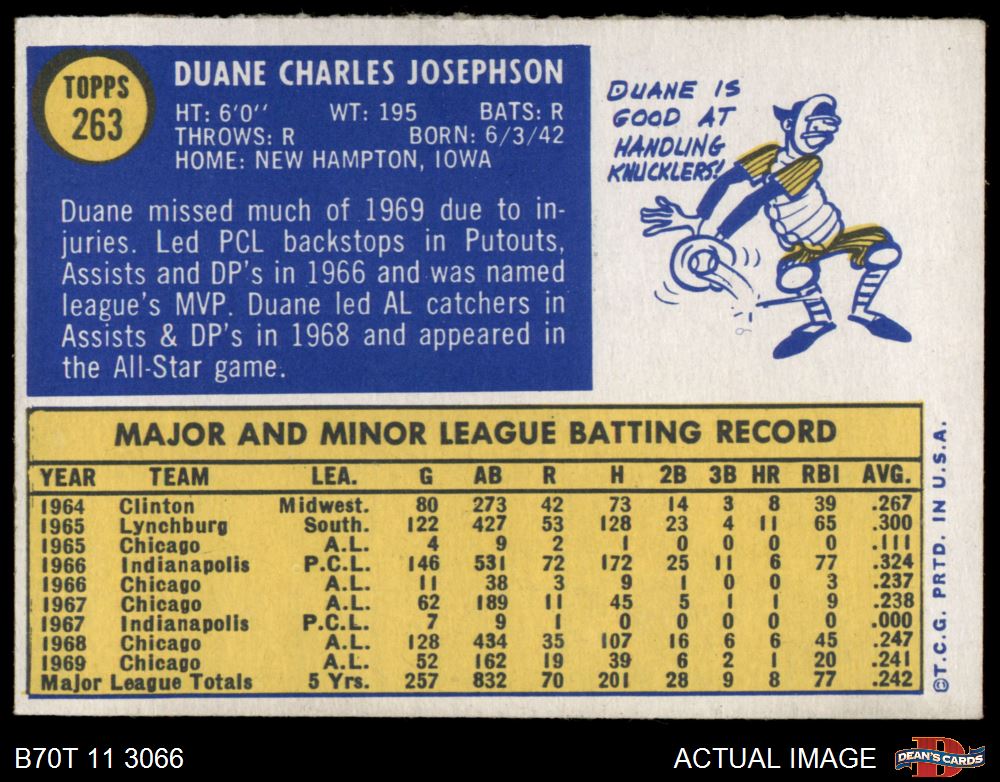 TOPPS
263
DUANE CHARLES JOSEPHSON
HT: 6'0" WT: 195 BATS: R
THROWS: R BORN: 6/3/42
HOME: NEW HAMPTON, IOWA
Duane missed much of 1969 due to in-
juries. Led PCL backstops in Putouts,
Assists and DP's in 1966 and was named
league's MVP. Duane led AL catchers in
Assists & DP's in 1968 and appeared in
the All-Star game.
DUANE IS
GOOD AT
HANDLING
KNUCKLERS!
MAJOR AND MINOR LEAGUE BATTING RECORD
YEAR TEAM LEA. G AB R H 2B 3B HR RBI AVG.
1964 Clinton Midwest. 80 273 42 73 14 3 8 39 .267
1965 Lynchburg South. 122 427 53 128 23 4 11 65 .300
1965 Chicago A.L. 4 9 2 1 0 0 0 0 .111
1966 Indianapolis P.C.L. 146 531 72 172 25 11 6 77 .324
1966 Chicago A.L. 11 38 3 9 1 0 0 3 .237
1967 Chicago A.L. 62 189 11 45 5 1 1 9 .238
1967 Indianapolis P.C.L. 7 9 1 0 0 0 0 0 .000
1968 Chicago A.L. 128 434 35 107 16 6 6 45 .247
1969 Chicago A.L. 52 162 19 39 6 2 1 20 .241
Major League Totals 5 Yrs. 257 832 70 201 28 9 8 77 .242
©T.C.G. PRTD. IN U.S.A.
B70T 11 3066
ACTUAL IMAGE
D
DEAN'S CARDS